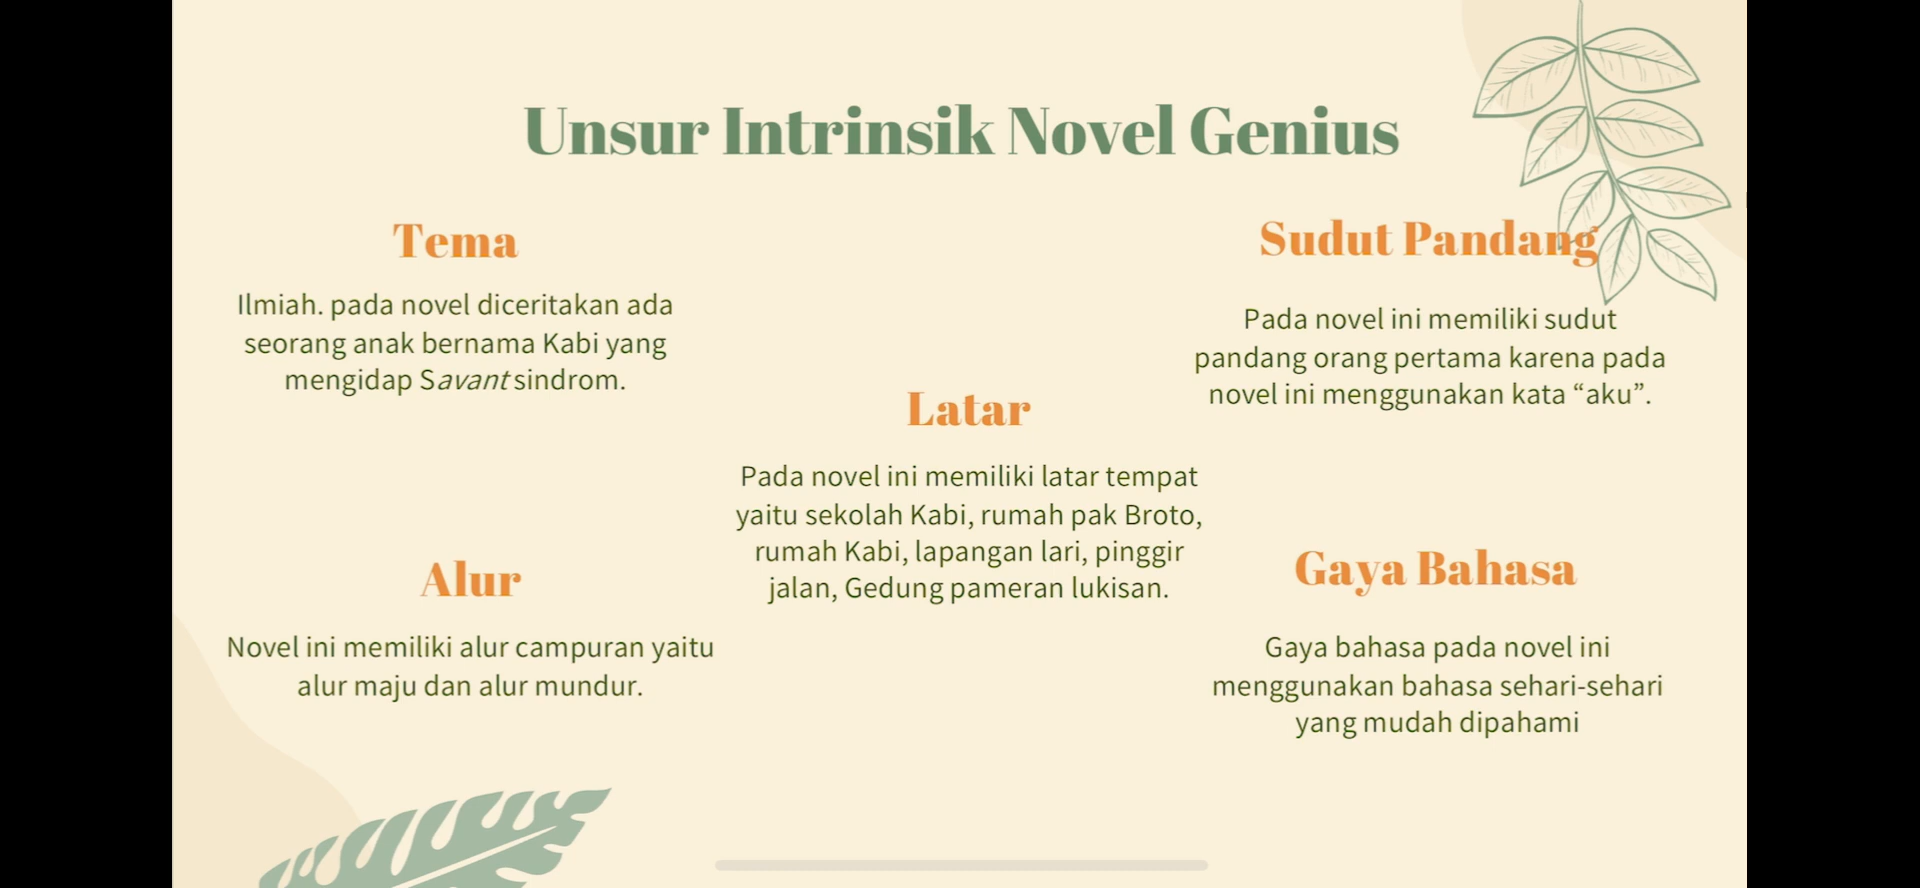 Unsur Intrinsik Novel Genius
Tema
Ilmiah. pada novel diceritakan ada
seorang anak bernama Kabi yang
mengidap Savant sindrom.
Alur
Novel ini memiliki alur campuran yaitu
alur maju dan alur mundur.
Latar
Pada novel ini memiliki latar tempat
yaitu sekolah Kabi, rumah pak Broto,
rumah Kabi, lapangan lari, pinggir
jalan, Gedung pameran lukisan.
Sudut Pandang
Pada novel ini memiliki sudut
pandang orang pertama karena pada
novel ini menggunakan kata “aku”.
Gaya Bahasa
Gaya bahasa pada novel ini
menggunakan bahasa sehari-sehari
yang mudah dipahami